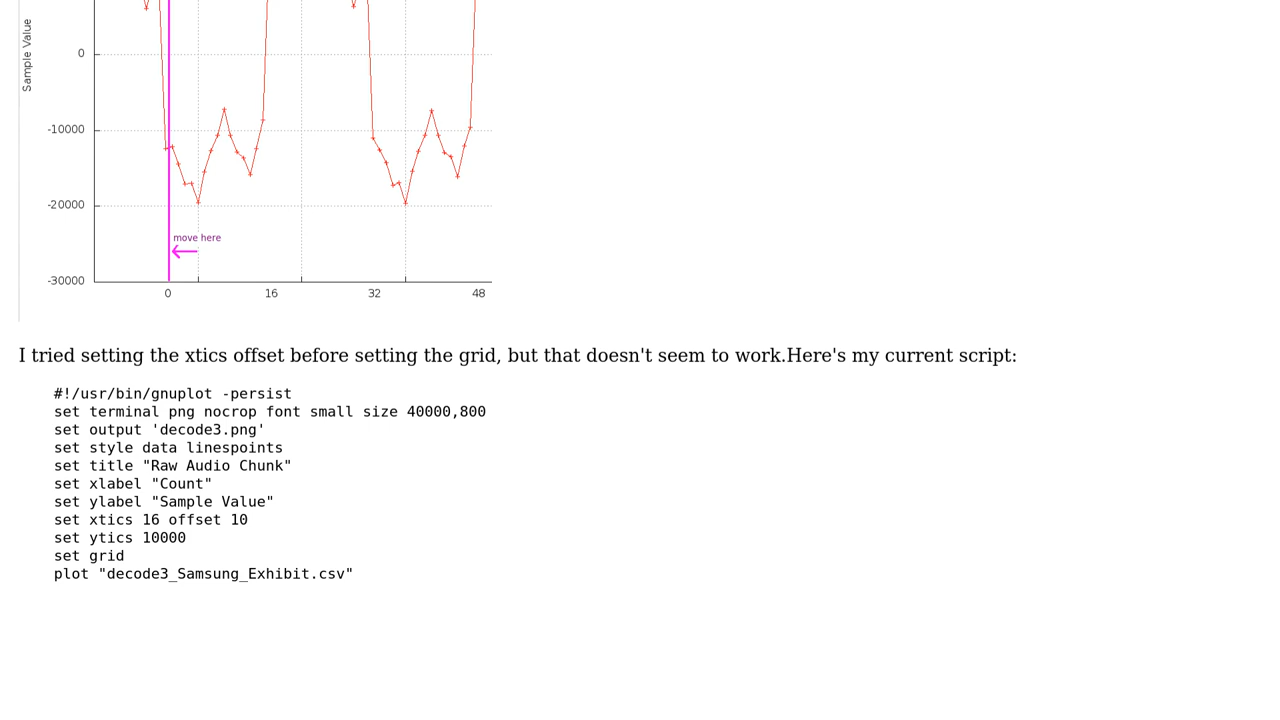 Sample Value
0
-10000
-20000
move here
-30000
0 16 32 48
I tried setting the xtics offset before setting the grid, but that doesn't seem to work.Here's my current script:
#!/usr/bin/gnuplot -persist
set terminal png nocrop font small size 40000,800
set output 'decode3.png'
set style data linespoints
set title "Raw Audio Chunk"
set xlabel "Count"
set ylabel "Sample Value"
set xtics 16 offset 10
set ytics 10000
set grid
plot "decode3_Samsung_Exhibit.csv"